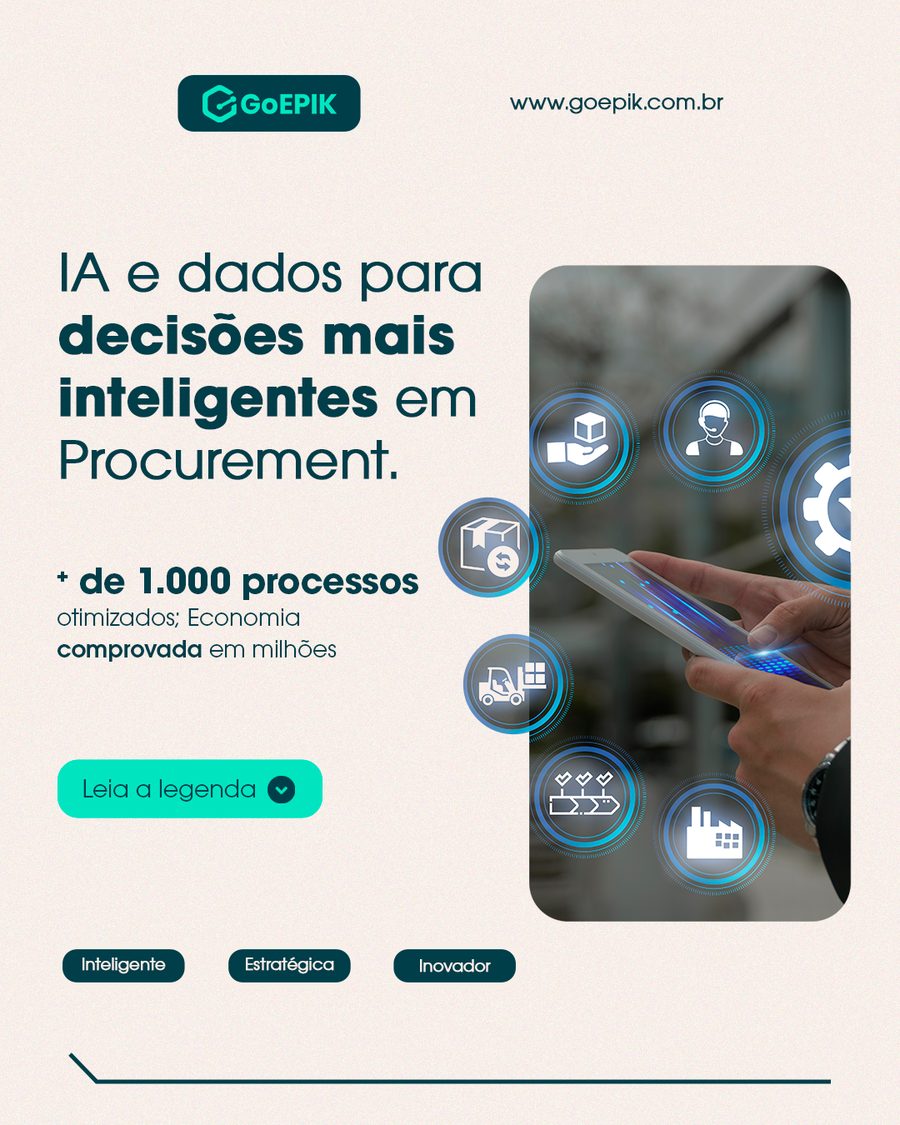 GoEPIK
www.goepik.com.br
IA e dados para
decisões mais
inteligentes em
Procurement.
+ de 1.000 processos
otimizados; Economia
comprovada em milhões
Leia a legenda
Inteligente
Estratégica
Inovador